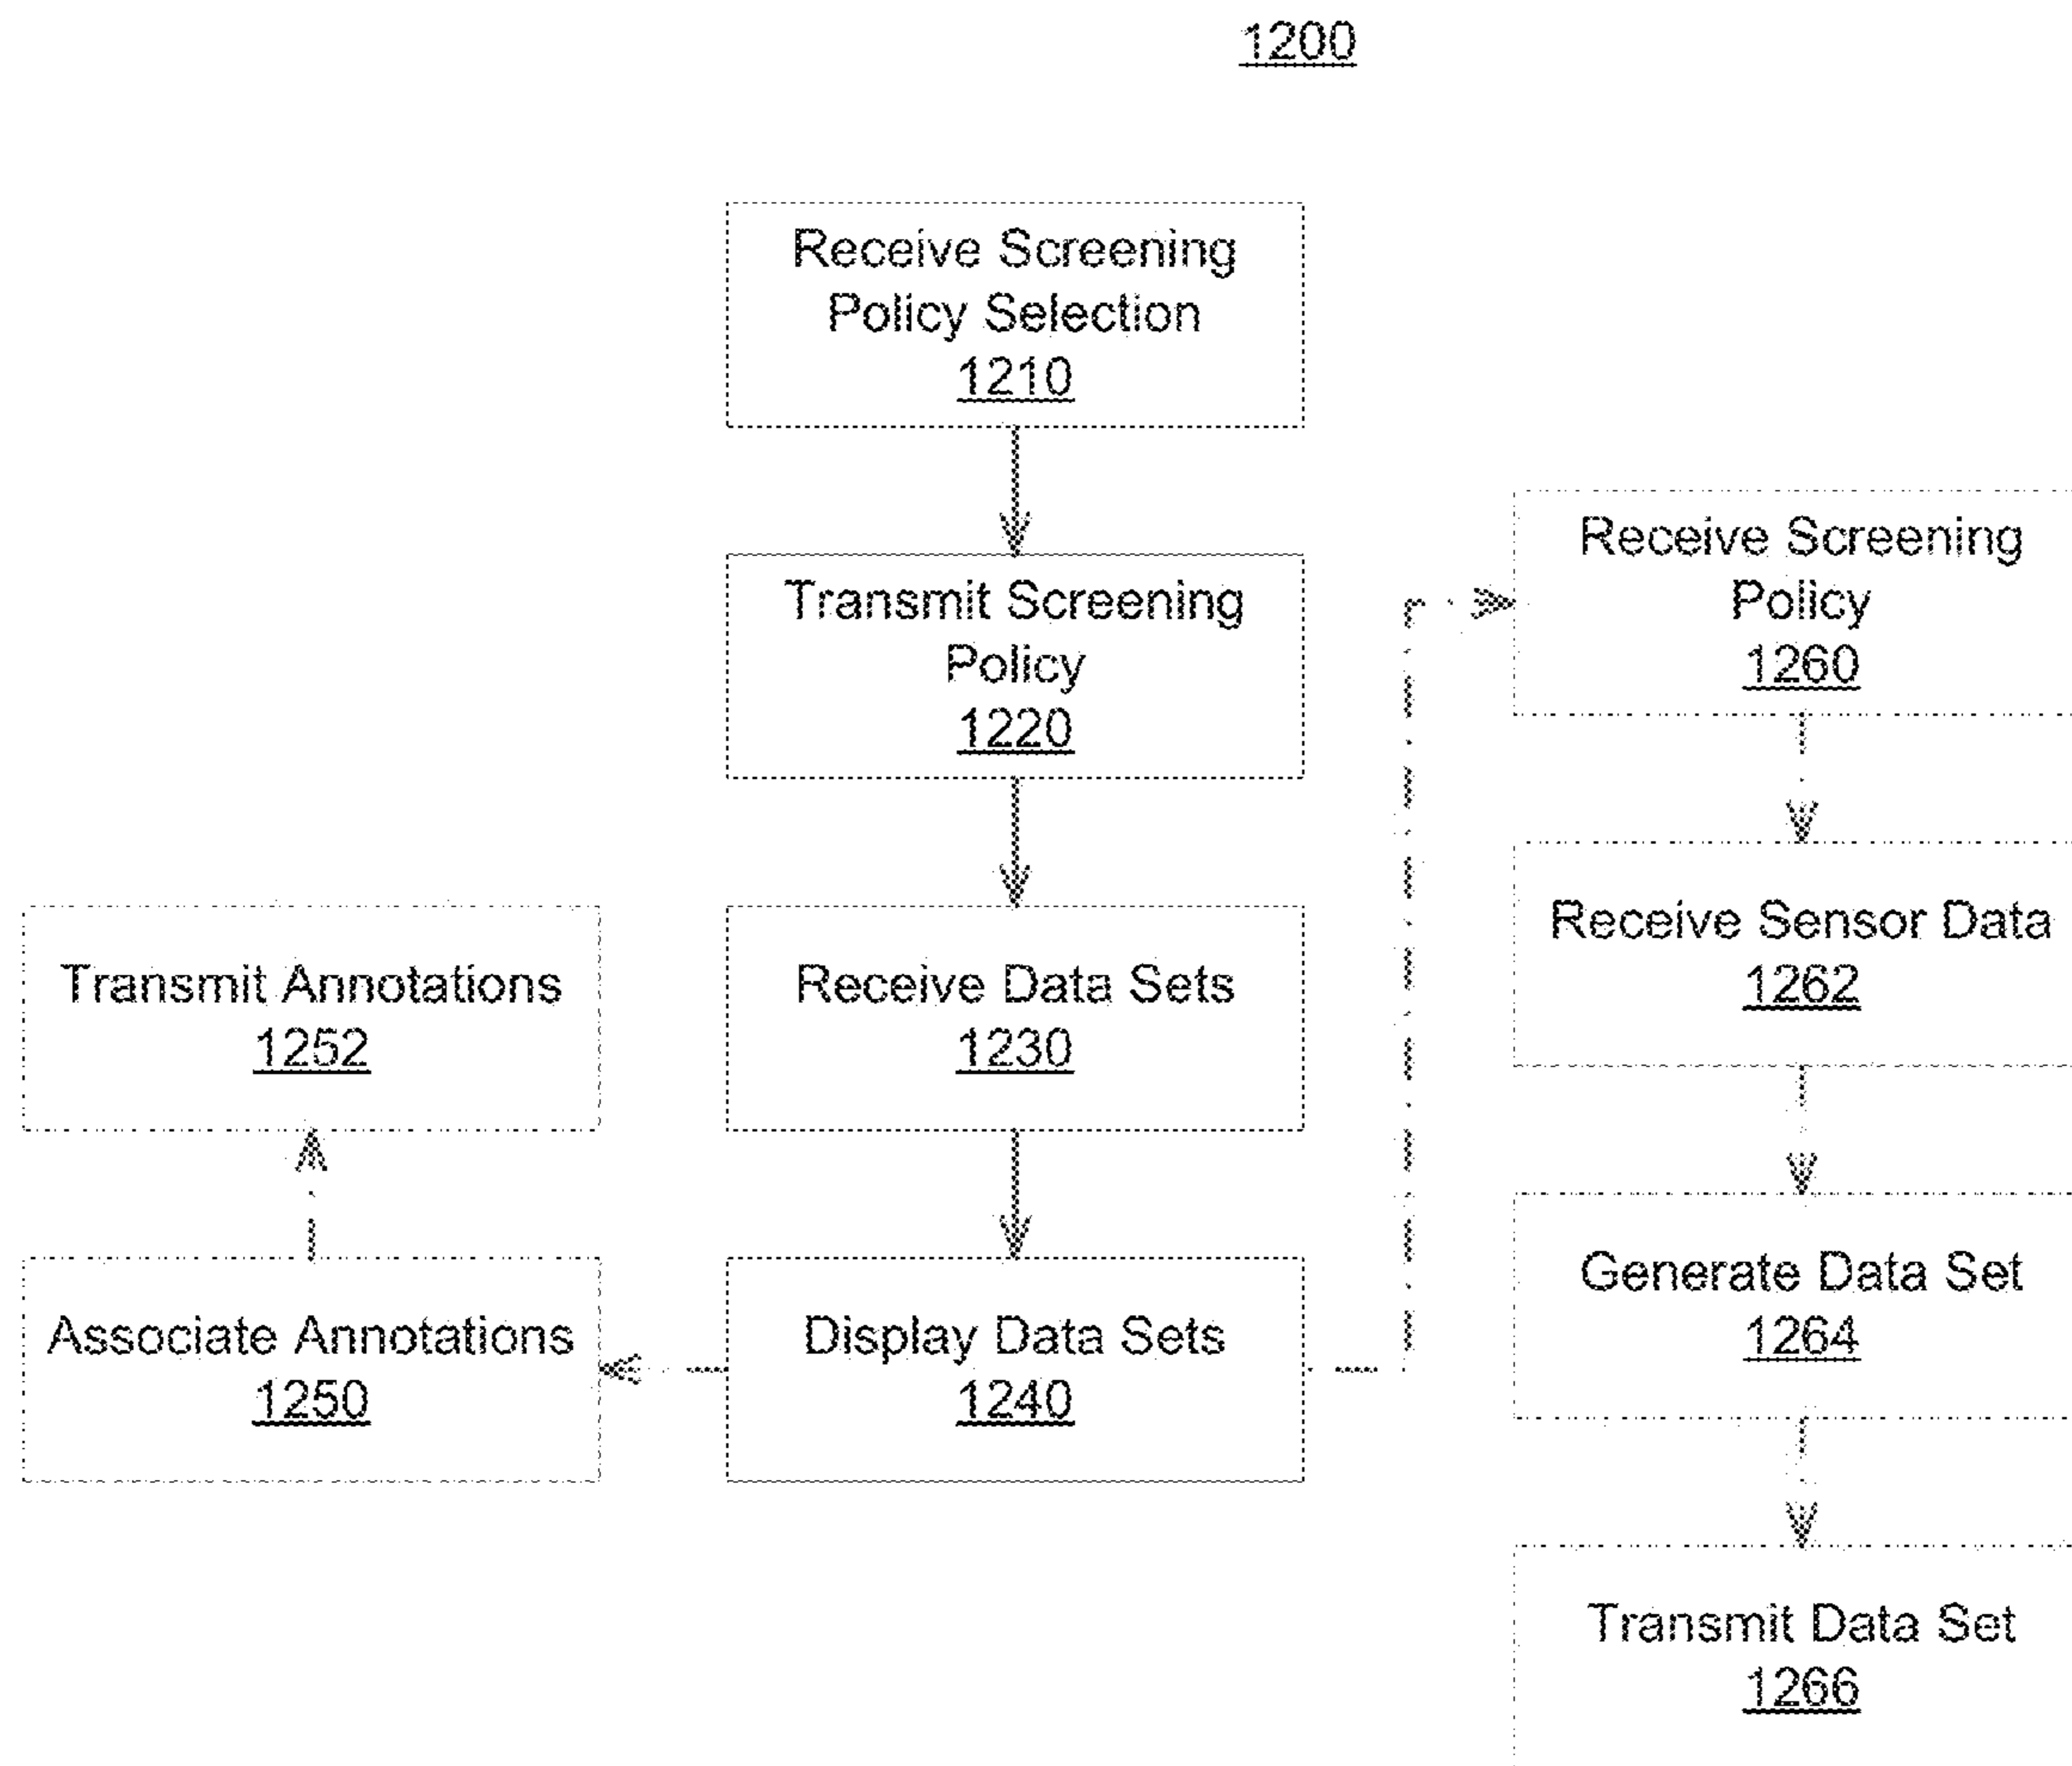 1200
Receive Screening
Policy Selection
1210
Transmit Screening
Policy
1220
Receive Data Sets
1230
Display Data Sets
1240
Associate Annotations
1250
Transmit Annotations
1252
Receive Screening
Policy
1260
Receive Sensor Data
1262
Generate Data Set
1264
Transmit Data Set
1266